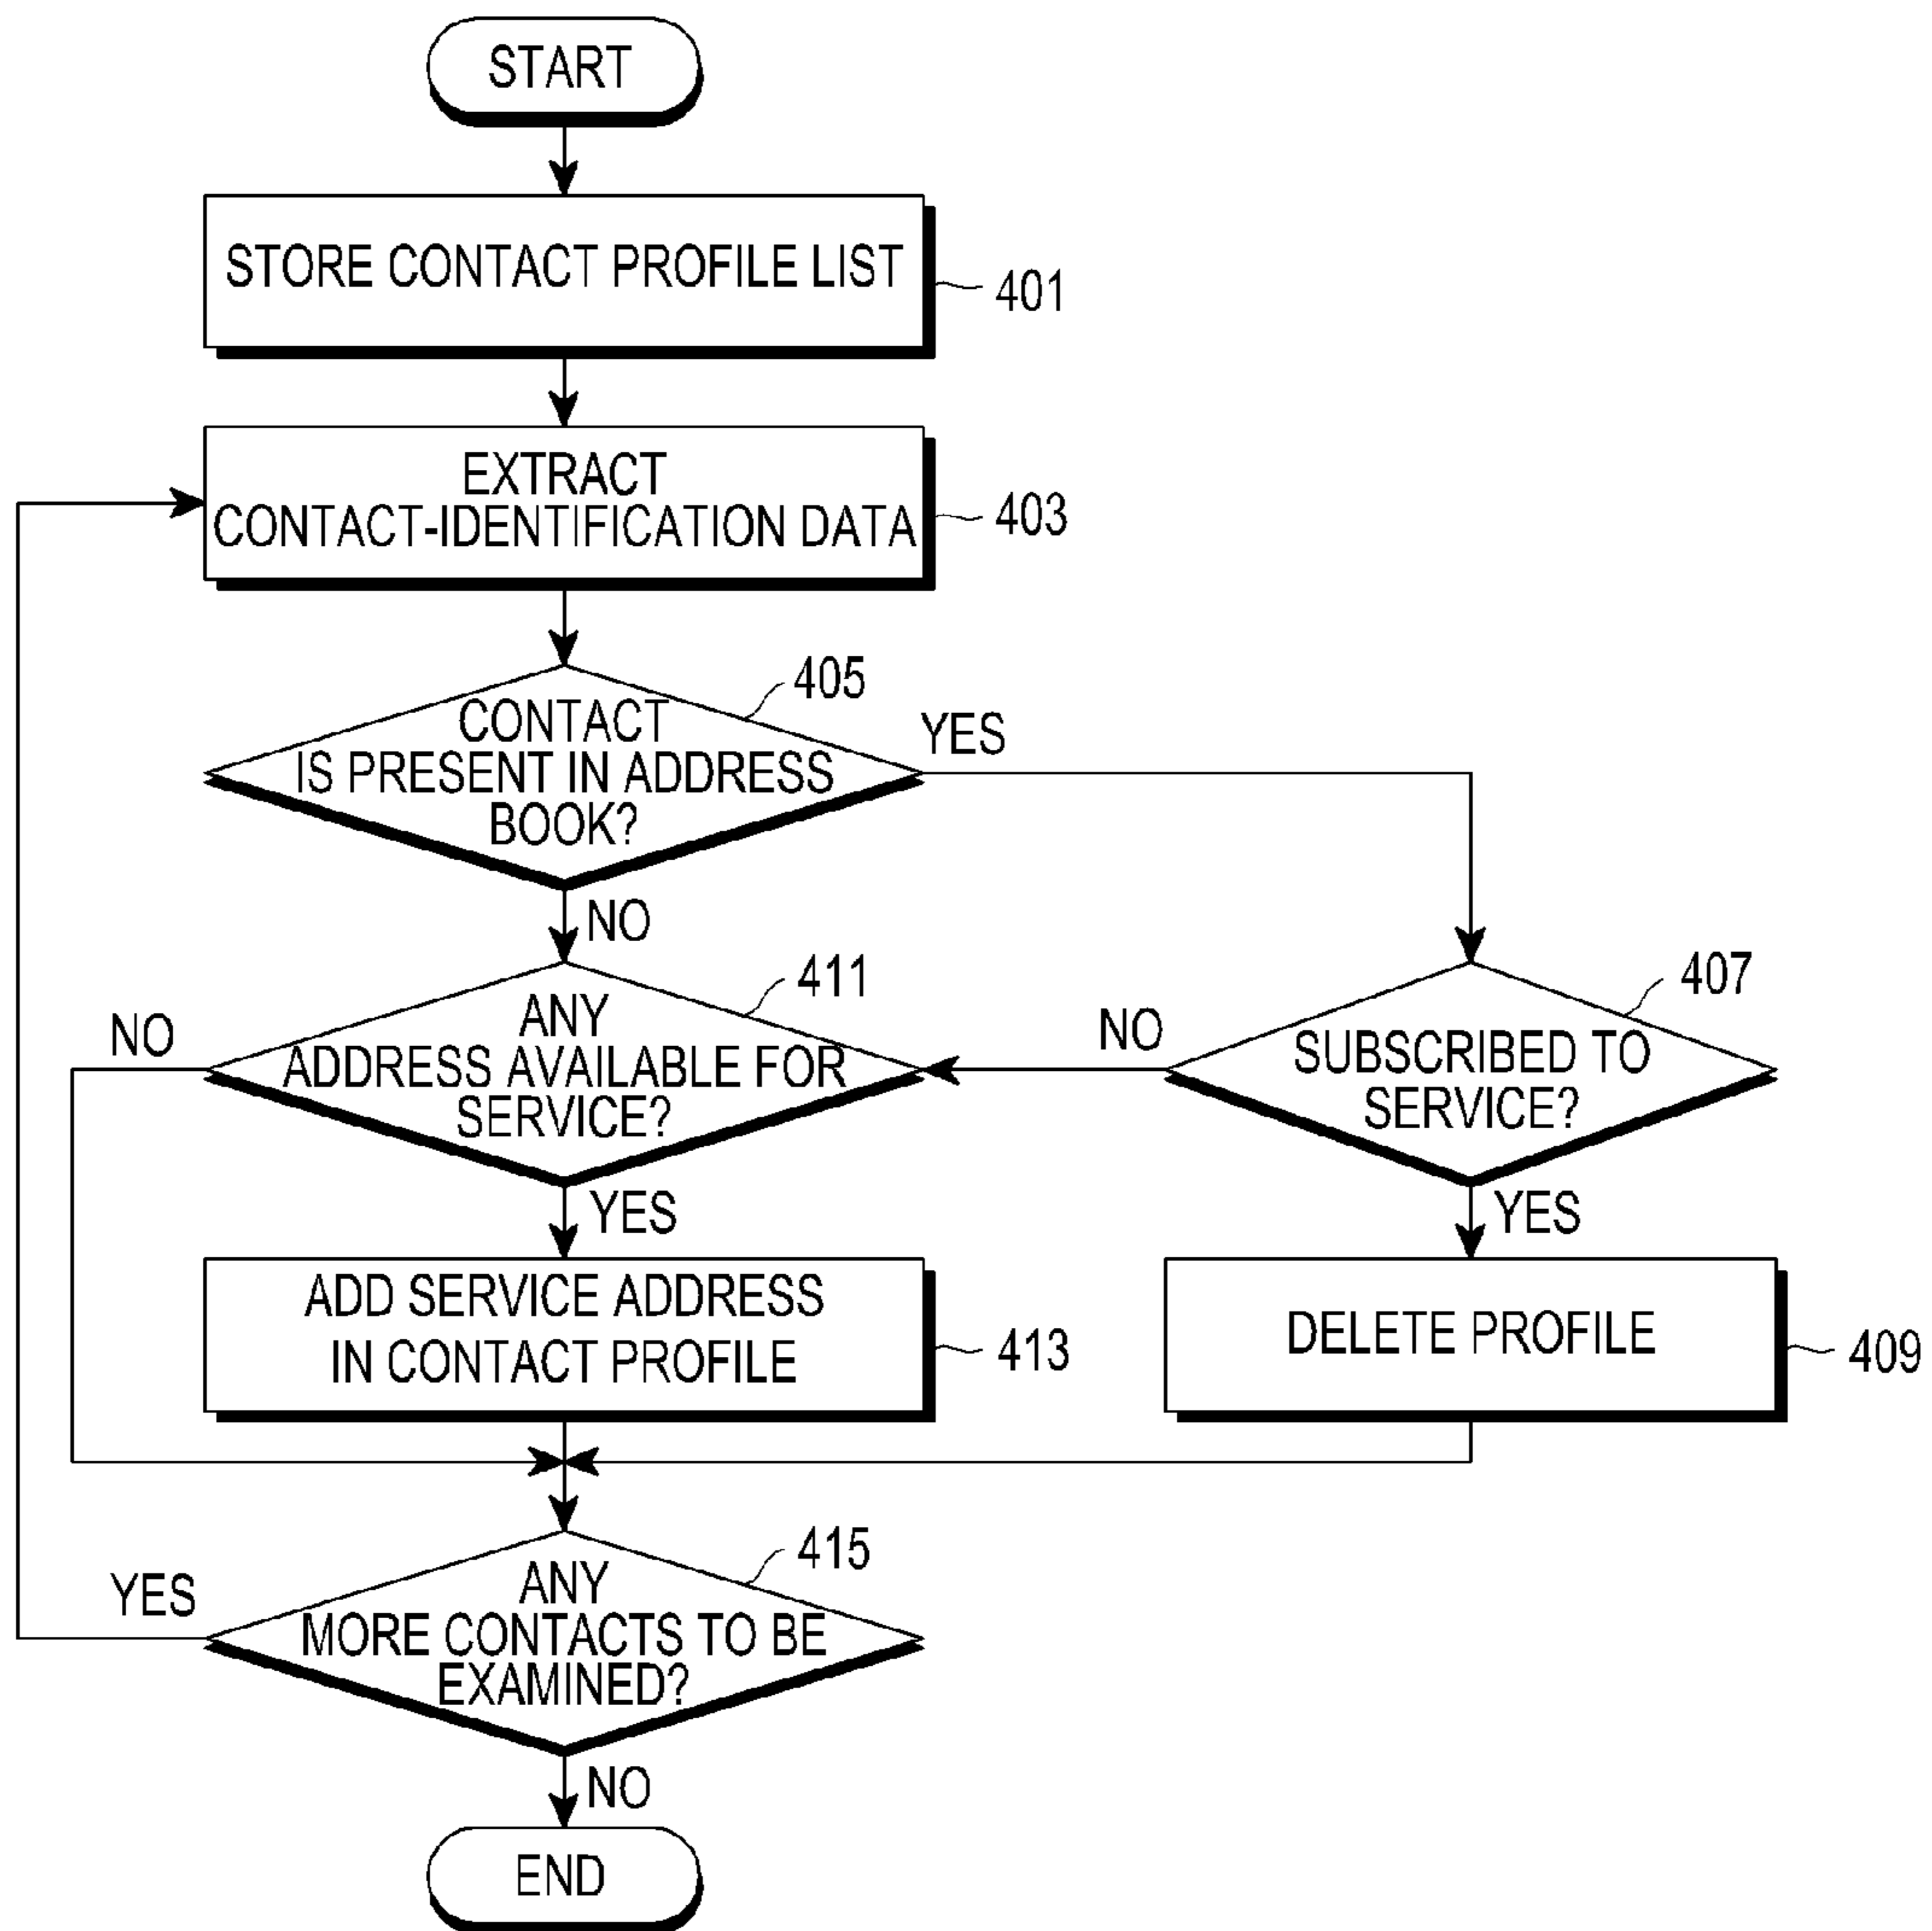 START
STORE CONTACT PROFILE LIST
401
EXTRACT
CONTACT-IDENTIFICATION DATA
403
405
CONTACT
IS PRESENT IN ADDRESS
BOOK?
YES
NO
411
ANY
ADDRESS AVAILABLE FOR
SERVICE?
NO
407
SUBSCRIBED TO
SERVICE?
NO
YES
YES
ADD SERVICE ADDRESS
IN CONTACT PROFILE
413
DELETE PROFILE
409
415
ANY
MORE CONTACTS TO BE
EXAMINED?
YES
NO
END